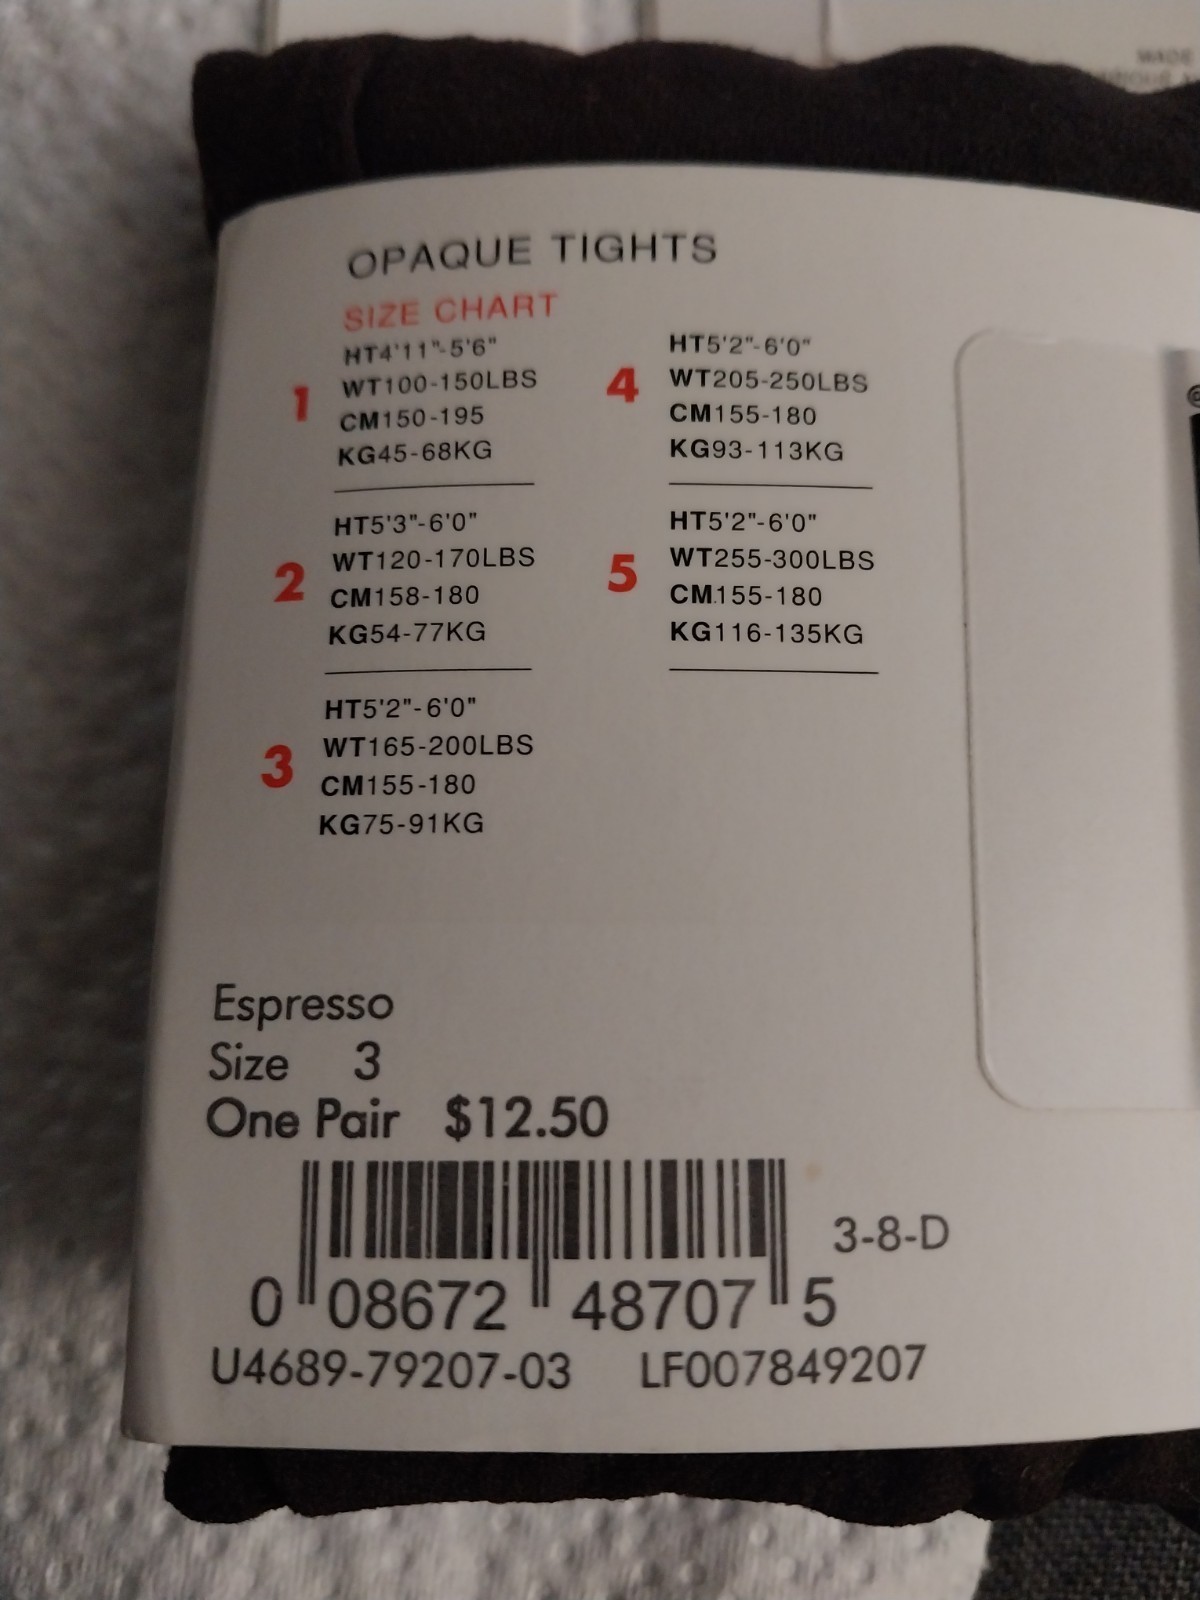 MADE
OPAQUE TIGHTS
SIZE CHART
1
HT4'11"-5'6"
WT100-150LBS
CM150-195
KG45-68KG
2
HT5'3"-6'0"
WT120-170LBS
CM158-180
KG54-77KG
3
HT5'2"-6'0"
WT165-200LBS
CM155-180
KG75-91KG
4
HT5'2"-6'0"
WT205-250LBS
CM155-180
KG93-113KG
5
HT5'2"-6'0"
WT255-300LBS
CM155-180
KG116-135KG
Espresso
Size 3
One Pair $12.50
3-8-D
0 08672 48707 5
U4689-79207-03 LF007849207